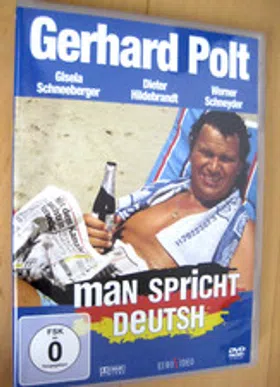 Gerhard Polt
Gisela Dieter Werner
Schneeberger Hildebrandt Schneyder
man spricht
DEUTSH
FSK
0
DVD